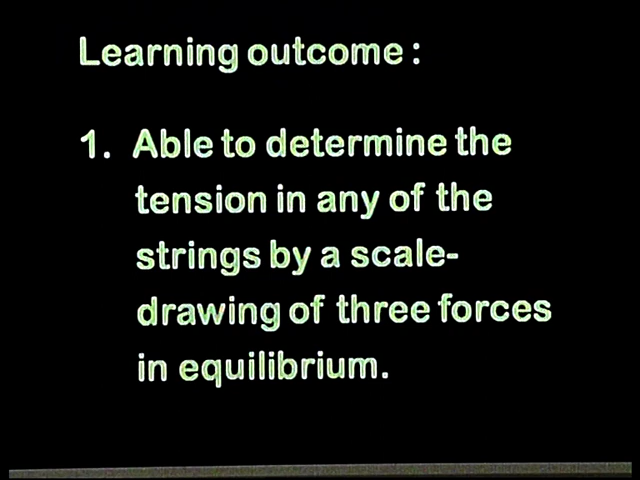 Learning outcome :
1. Able to determine the
tension in any of the
strings by a scale-
drawing of three forces
in equilibrium.